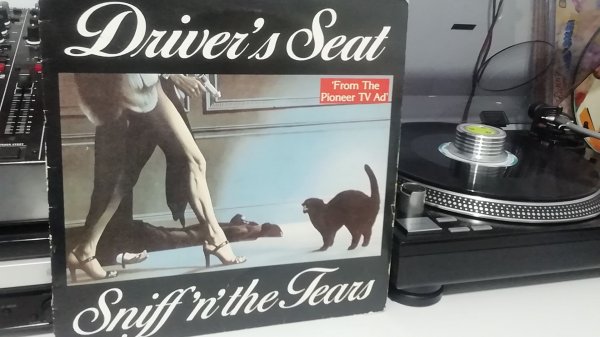 Driver's Seat
'From The
Pioneer TV Ad'
Sniff 'n' the Tears